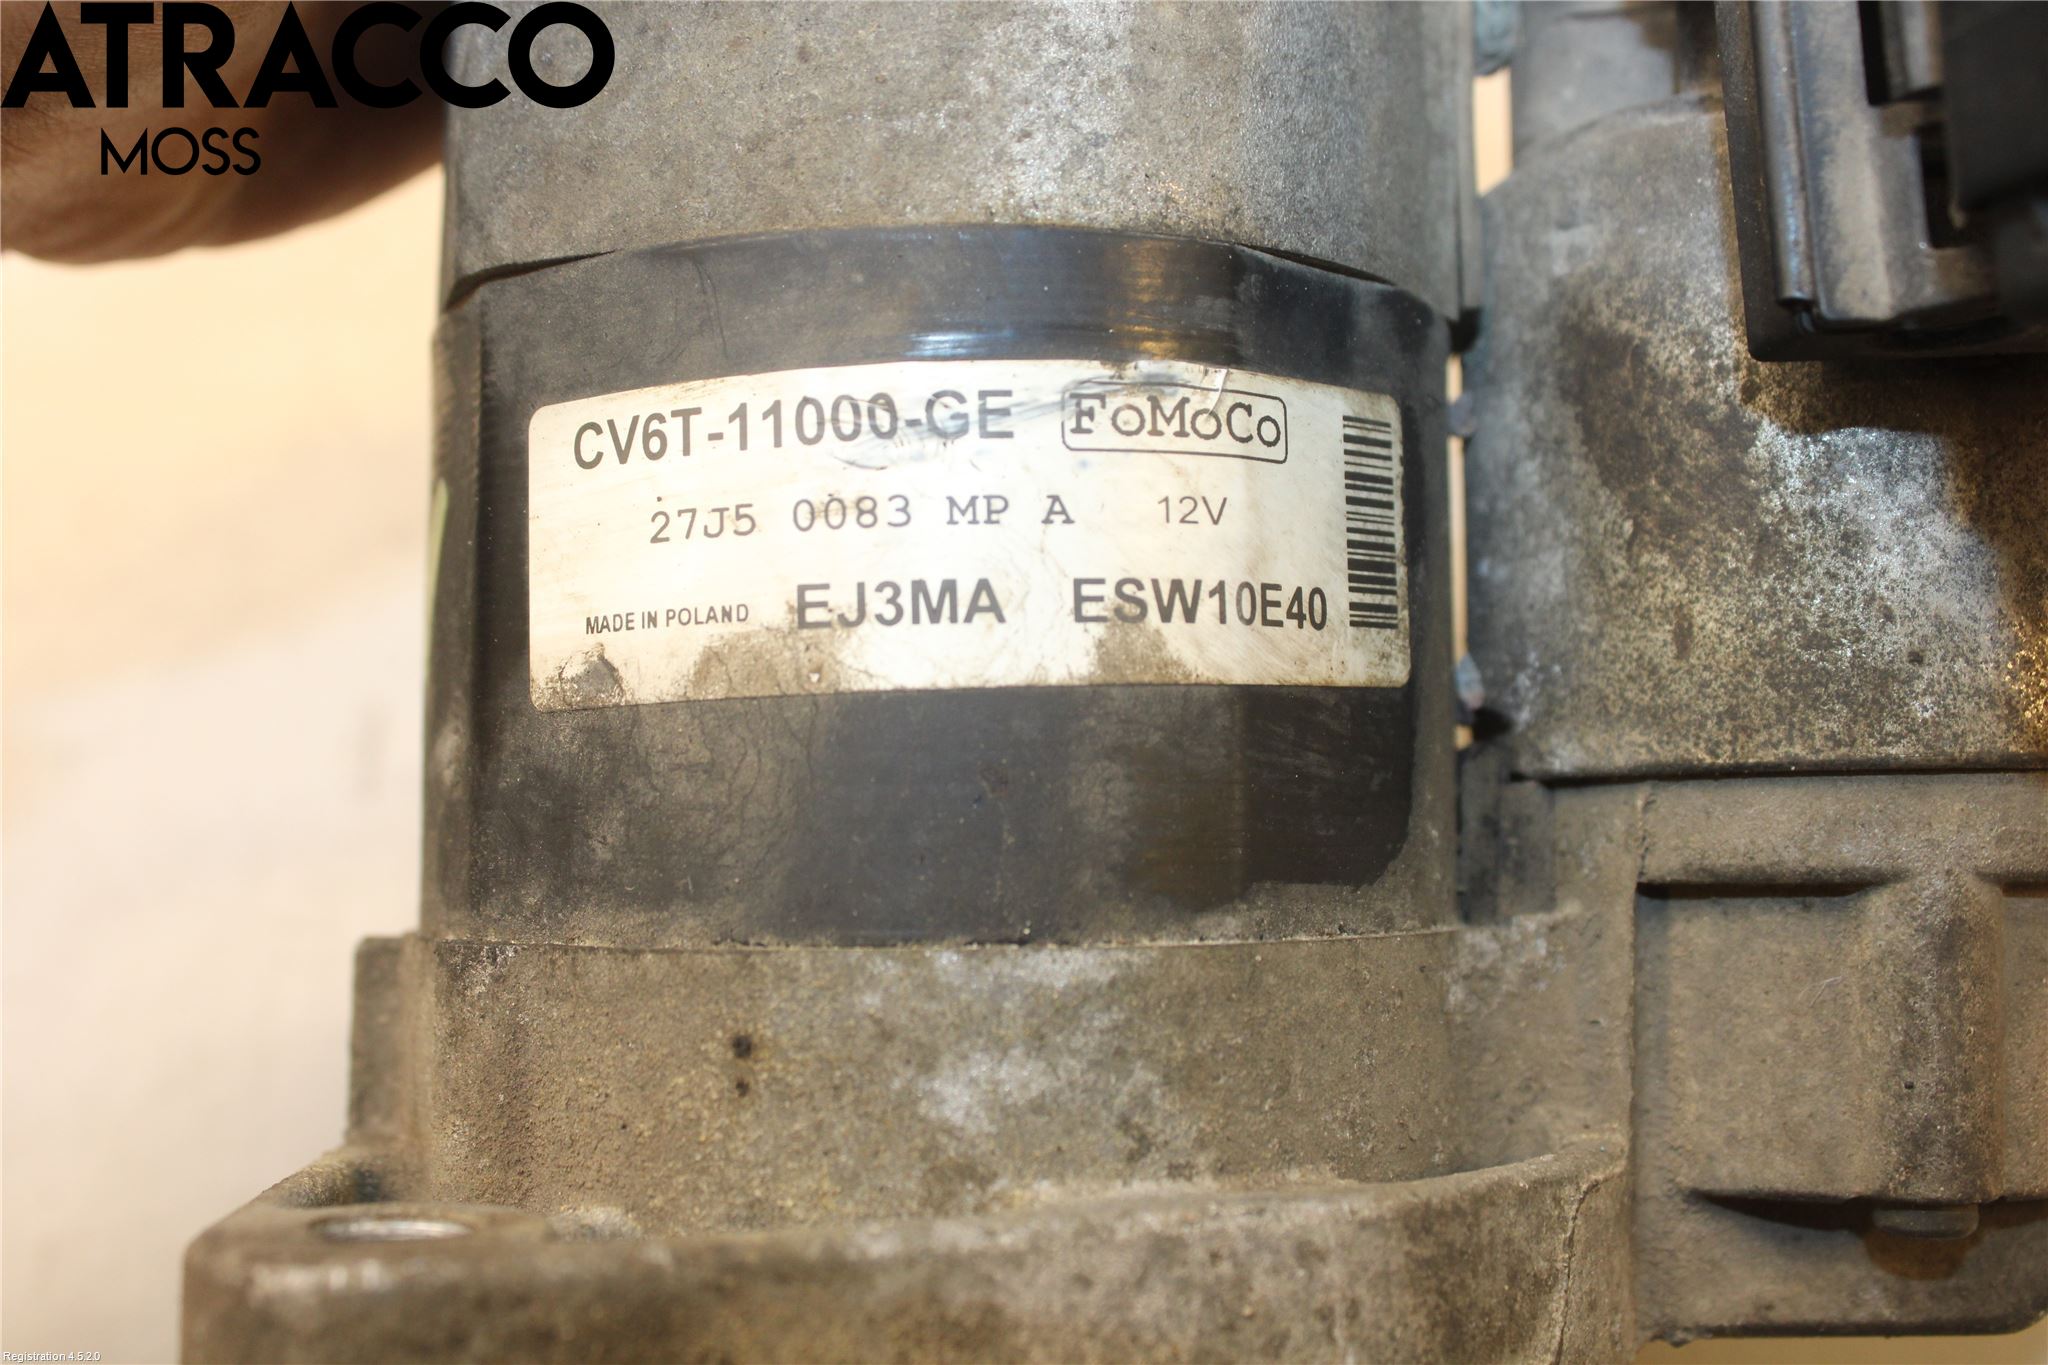 ATRACCO
MOSS
CV6T-11000-GE FoMoCo
27J5 0083 MP A 12V
MADE IN POLAND EJ3MA ESW10E40
Registration 4.5.2.0